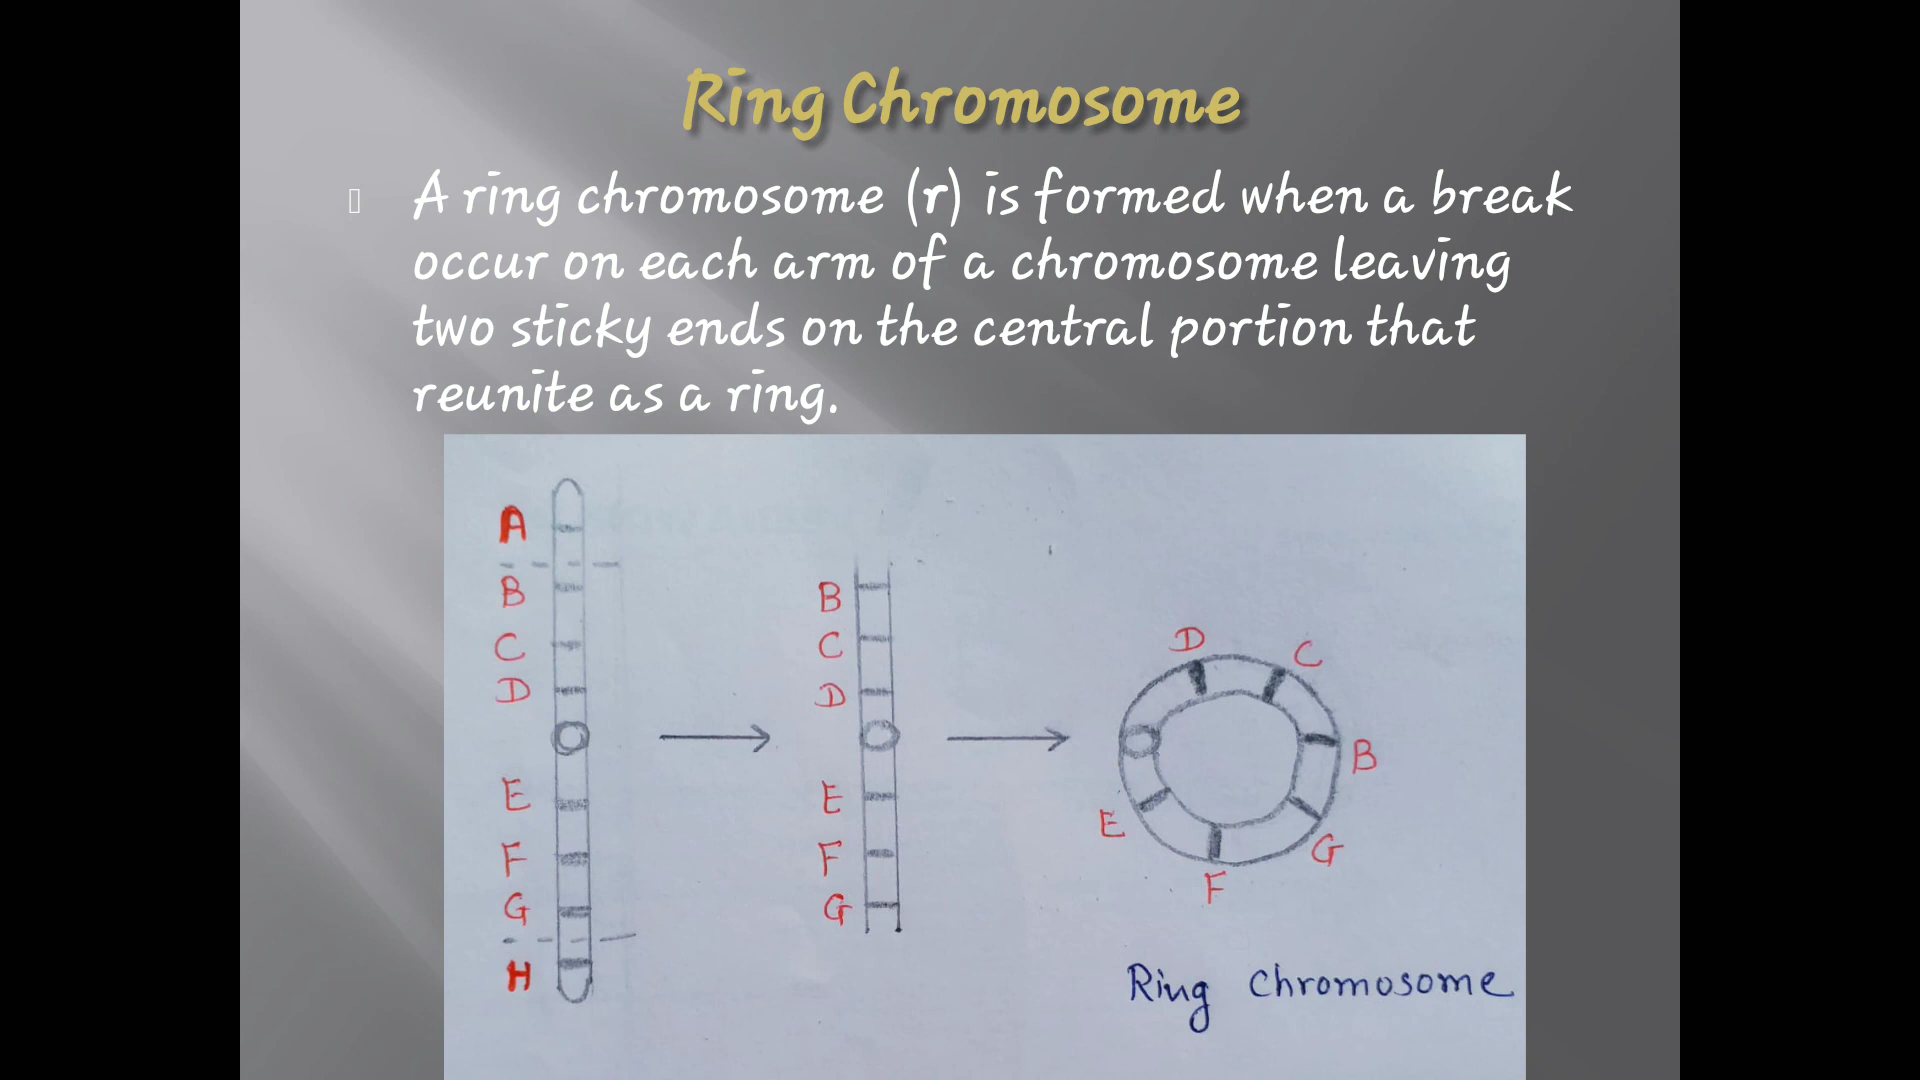 Ring Chromosome
A ring chromosome (r) is formed when a break
occur on each arm of a chromosome leaving
two sticky ends on the central portion that
reunite as a ring.
A
B
C
D
E
F
G
H
B
C
D
E
F
G
D
C
B
G
F
E
Ring Chromosome